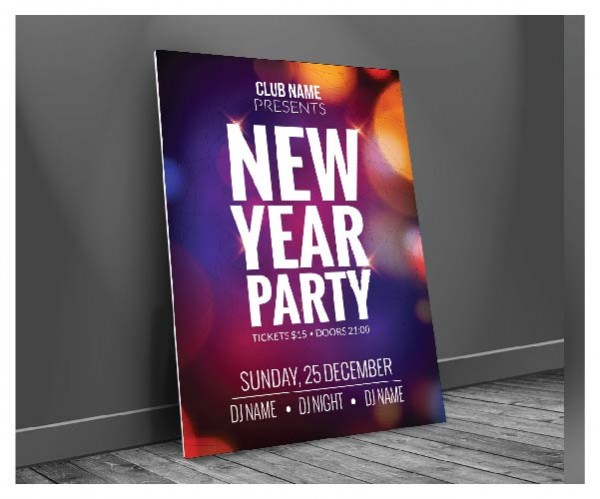 CLUB NAME
PRESENTS
NEW
YEAR
PARTY
TICKETS $15 • DOORS 21:00
SUNDAY, 25 DECEMBER
DJ NAME • DJ NIGHT • DJ NAME